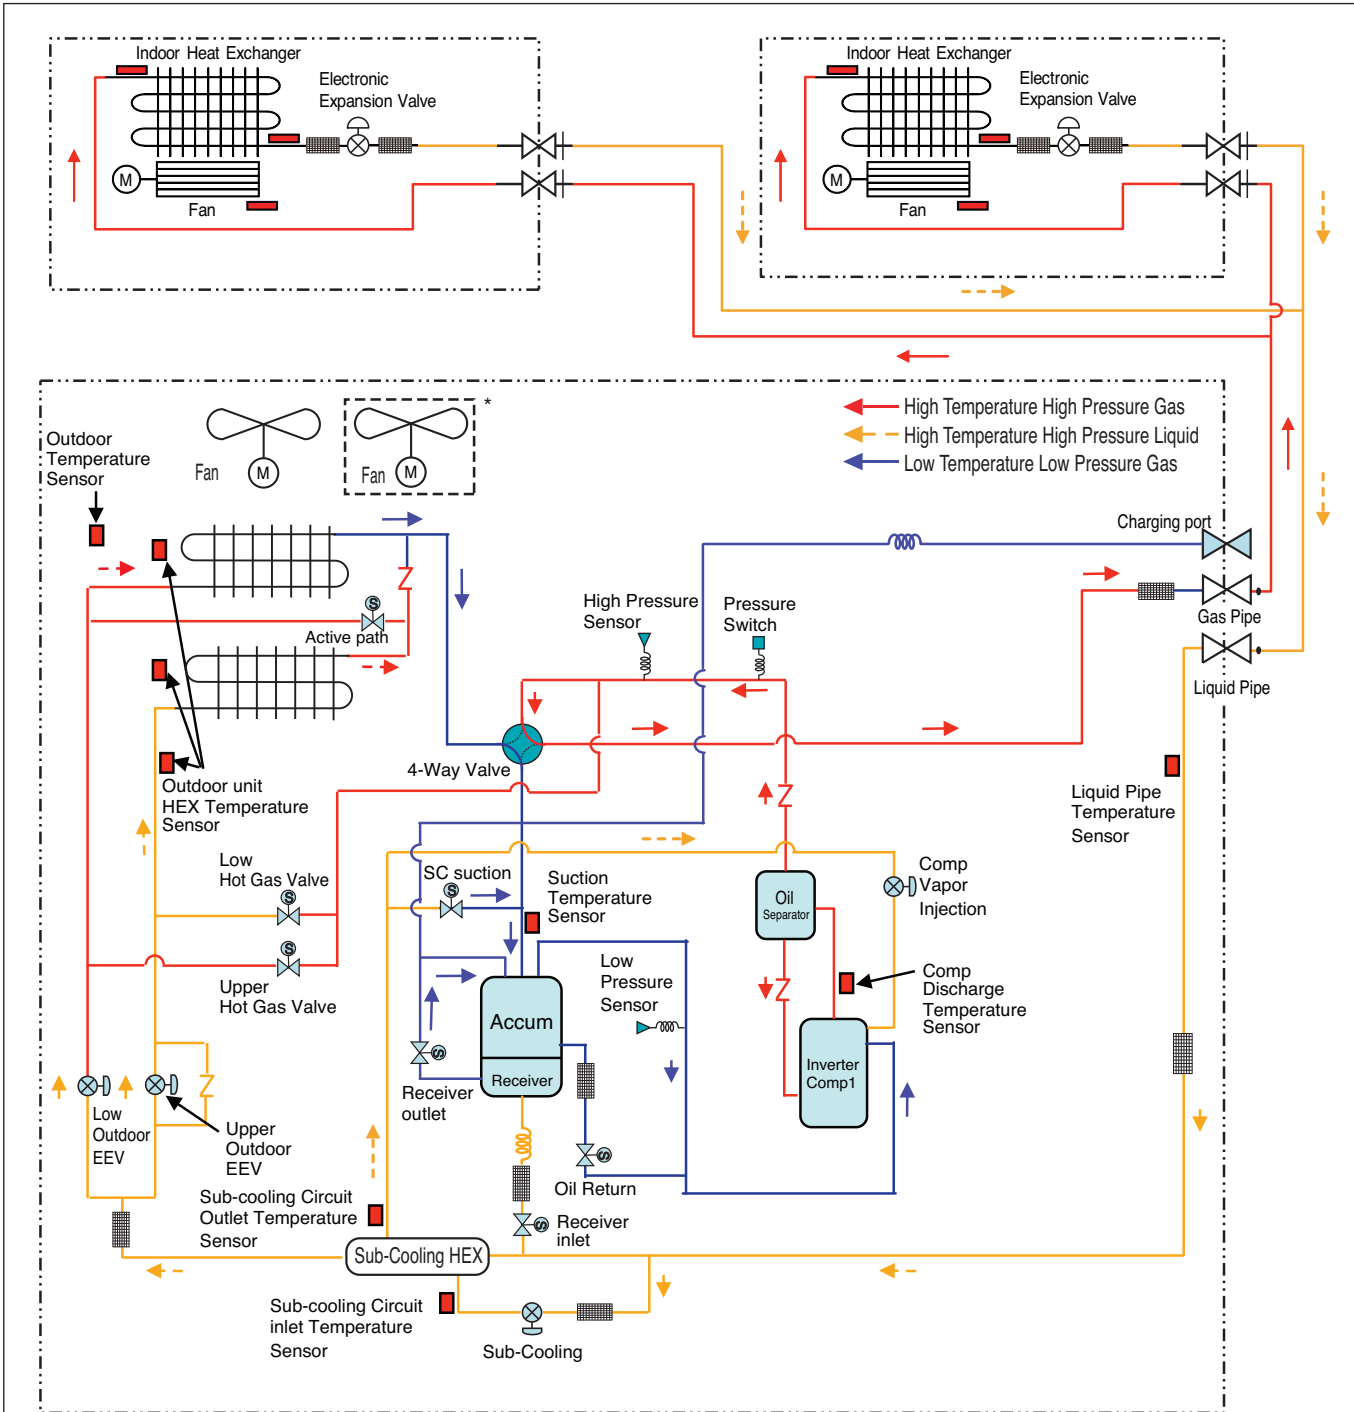 Indoor Heat Exchanger
Electronic
Expansion Valve
M
Fan
Indoor Heat Exchanger
Electronic
Expansion Valve
M
Fan
High Temperature High Pressure Gas
High Temperature High Pressure Liquid
Low Temperature Low Pressure Gas
*
Fan
M
Fan
M
Outdoor
Temperature
Sensor
Charging port
Gas Pipe
Liquid Pipe
S
Active path
High Pressure
Sensor
Pressure
Switch
4-Way Valve
Outdoor unit
HEX Temperature
Sensor
Liquid Pipe
Temperature
Sensor
Low
Hot Gas Valve
S
S
Upper
Hot Gas Valve
SC suction
S
Suction
Temperature
Sensor
Oil
Separator
Comp
Vapor
Injection
Low
Pressure
Sensor
Comp
Discharge
Temperature
Sensor
Accum
Receiver
S
Receiver
outlet
Inverter
Comp1
Low
Outdoor
EEV
Upper
Outdoor
EEV
S
Oil Return
Sub-cooling Circuit
Outlet Temperature
Sensor
S
Receiver
inlet
Sub-Cooling HEX
Sub-cooling Circuit
inlet Temperature
Sensor
Sub-Cooling